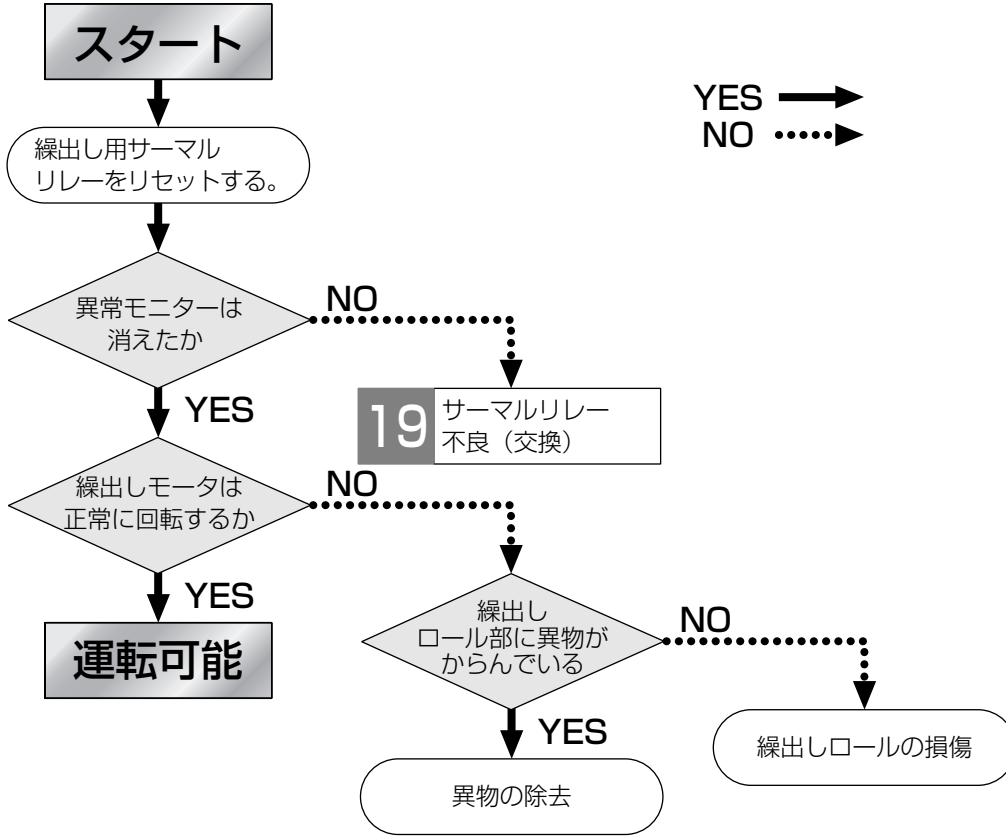 スタート
YES
NO
繰出し用サーマル
リレーをリセットする。
異常モニターは
消えたか
NO
YES
19
サーマルリレー
不良（交換）
繰出しモータは
正常に回転するか
NO
YES
運転可能
繰出し
ロール部に異物が
からんでいる
NO
YES
繰出しロールの損傷
異物の除去